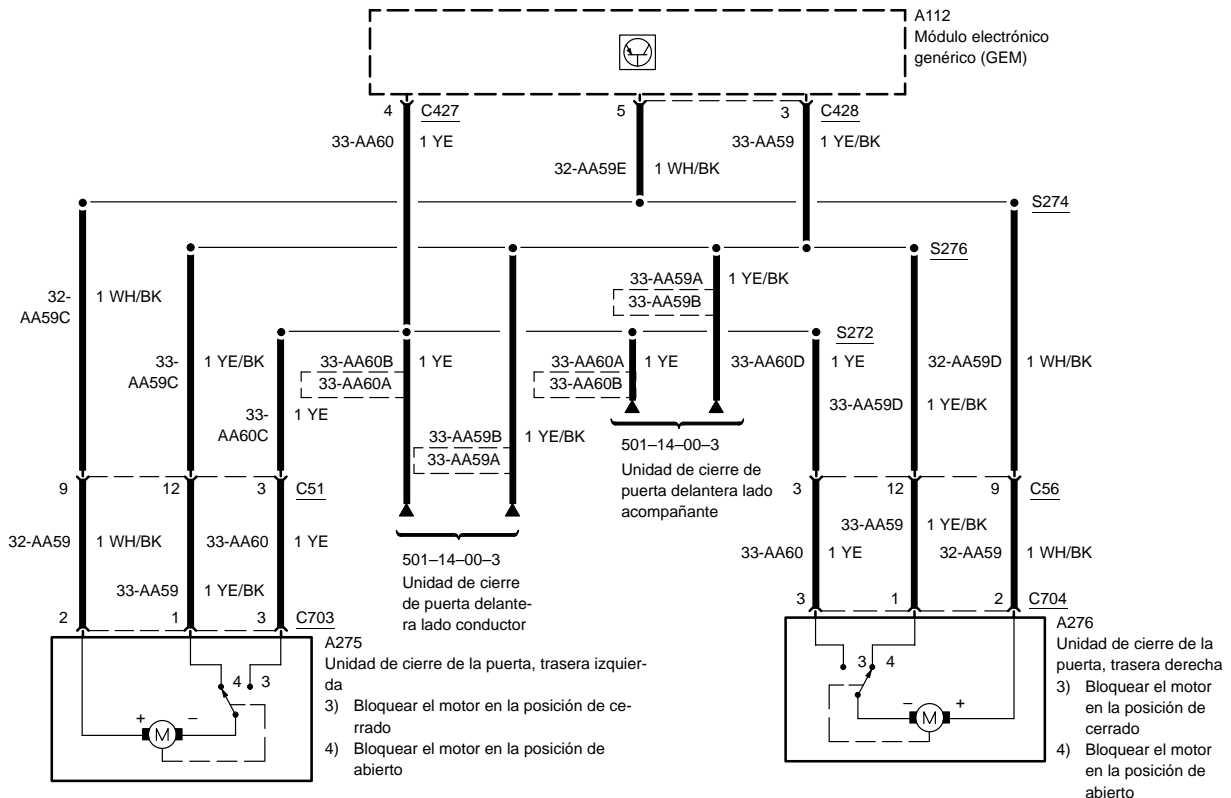 A112
Módulo electrónico
genérico (GEM)
4 C427 5 3 C428
33-AA60 1 YE 33-AA59 1 YE/BK
32-AA59E 1 WH/BK
S274
S276
33-AA59A 1 YE/BK
33-AA59B
32-
AA59C
1 WH/BK
S272
33-
AA59C
1 YE/BK
33-AA60B 1 YE
33-AA60A
33-AA60A 1 YE
33-AA60B
33-AA60D 1 YE
32-AA59D 1 WH/BK
33-
AA60C
1 YE
33-AA59D 1 YE/BK
33-AA59B 1 YE/BK
33-AA59A
501–14–00–3
Unidad de cierre de
puerta delantera lado
acompañante
9 12 3 C51
3 12 9 C56
32-AA59 1 WH/BK 33-AA60 1 YE
33-AA59 1 YE/BK
33-AA59 1 YE/BK
33-AA60 1 YE 32-AA59 1 WH/BK
501–14–00–3
Unidad de cierre
de puerta delante-
ra lado conductor
2 1 3 C703
3 1 2 C704
A275
Unidad de cierre de la puerta, trasera izquier-
da
3) Bloquear el motor en la posición de ce-
rrado
4) Bloquear el motor en la posición de
abierto
4 3
+ M –
A276
Unidad de cierre de la
puerta, trasera derecha
3) Bloquear el motor
en la posición de
cerrado
4) Bloquear el motor
en la posición de
abierto
3 4
– M +